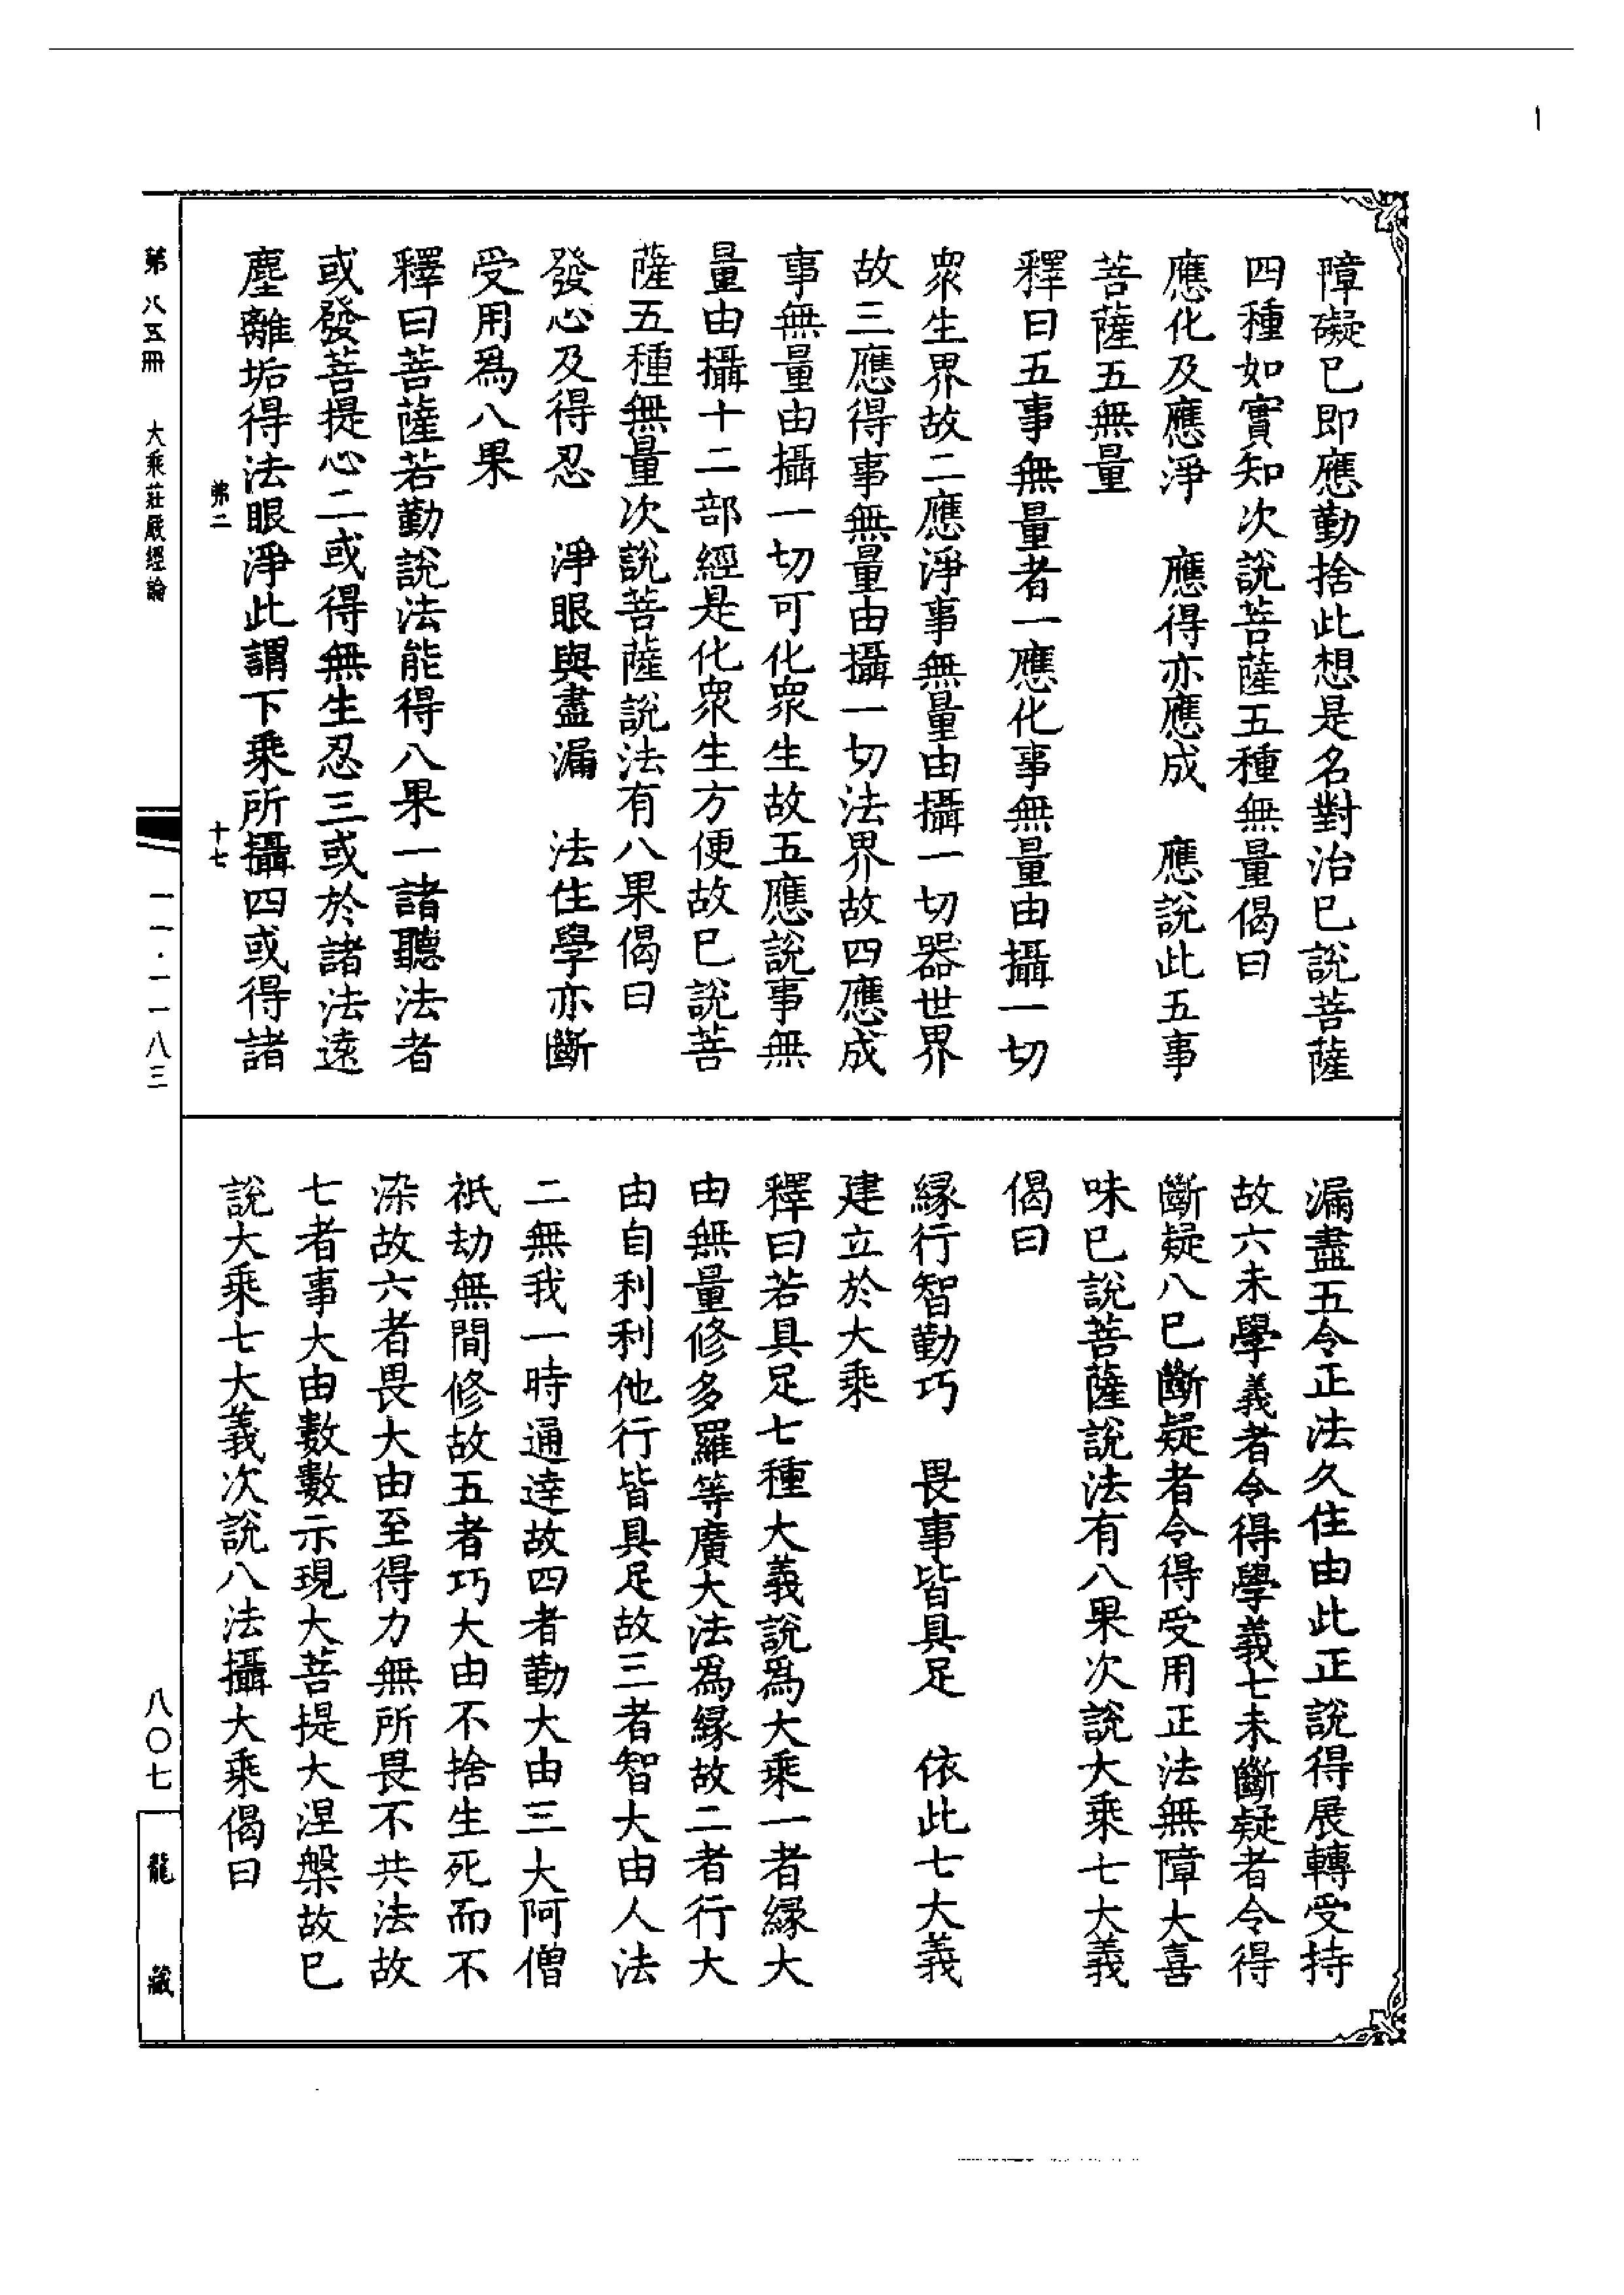 障礙已即應勤捨此想是名對治已說菩薩
四種如實知次說菩薩五種無量偈曰
應化及應淨　應得亦應成　應說此五事
菩薩五無量
釋曰五事無量者一應化事無量由攝一切
衆生界故二應淨事無量由攝一切器世界
故三應得事無量由攝一切法界故四應成
事無量由攝一切可化衆生故五應說事無
量由攝十二部經是化衆生方便故已說菩
薩五種無量次說菩薩說法有八果偈曰
發心及得忍　淨眼與盡漏　法住學亦斷
受用爲八果
釋曰菩薩若勤說法能得八果一諸聽法者
或發菩提心二或得無生忍三或於諸法遠
塵離垢得法眼淨此謂下乘所攝四或得諸
漏盡五令正法久住由此正說得展轉受持
故六未學義者令得學義七未斷疑者令得
斷疑八已斷疑者令得受用正法無障大喜
味已說菩薩說法有八果次說大乘七大義
偈曰
緣行智勤巧　畏事皆具足　依此七大義
建立於大乘
釋曰若具足七種大義說爲大乘一者緣大
由無量修多羅等廣大法爲緣故二者行大
由自利利他行皆具足故三者智大由人法
二無我一時通達故四者勤大由三大阿僧
祇劫無間修故五者巧大由不捨生死而不
染故六者畏大由至得力無所畏不共法故
七者事大由數數示現大菩提大涅槃故已
說大乘七大義次說八法攝大乘偈曰
第八五冊　大乘莊嚴經論
第二　十七
一一・一一八三
八〇七
龍藏